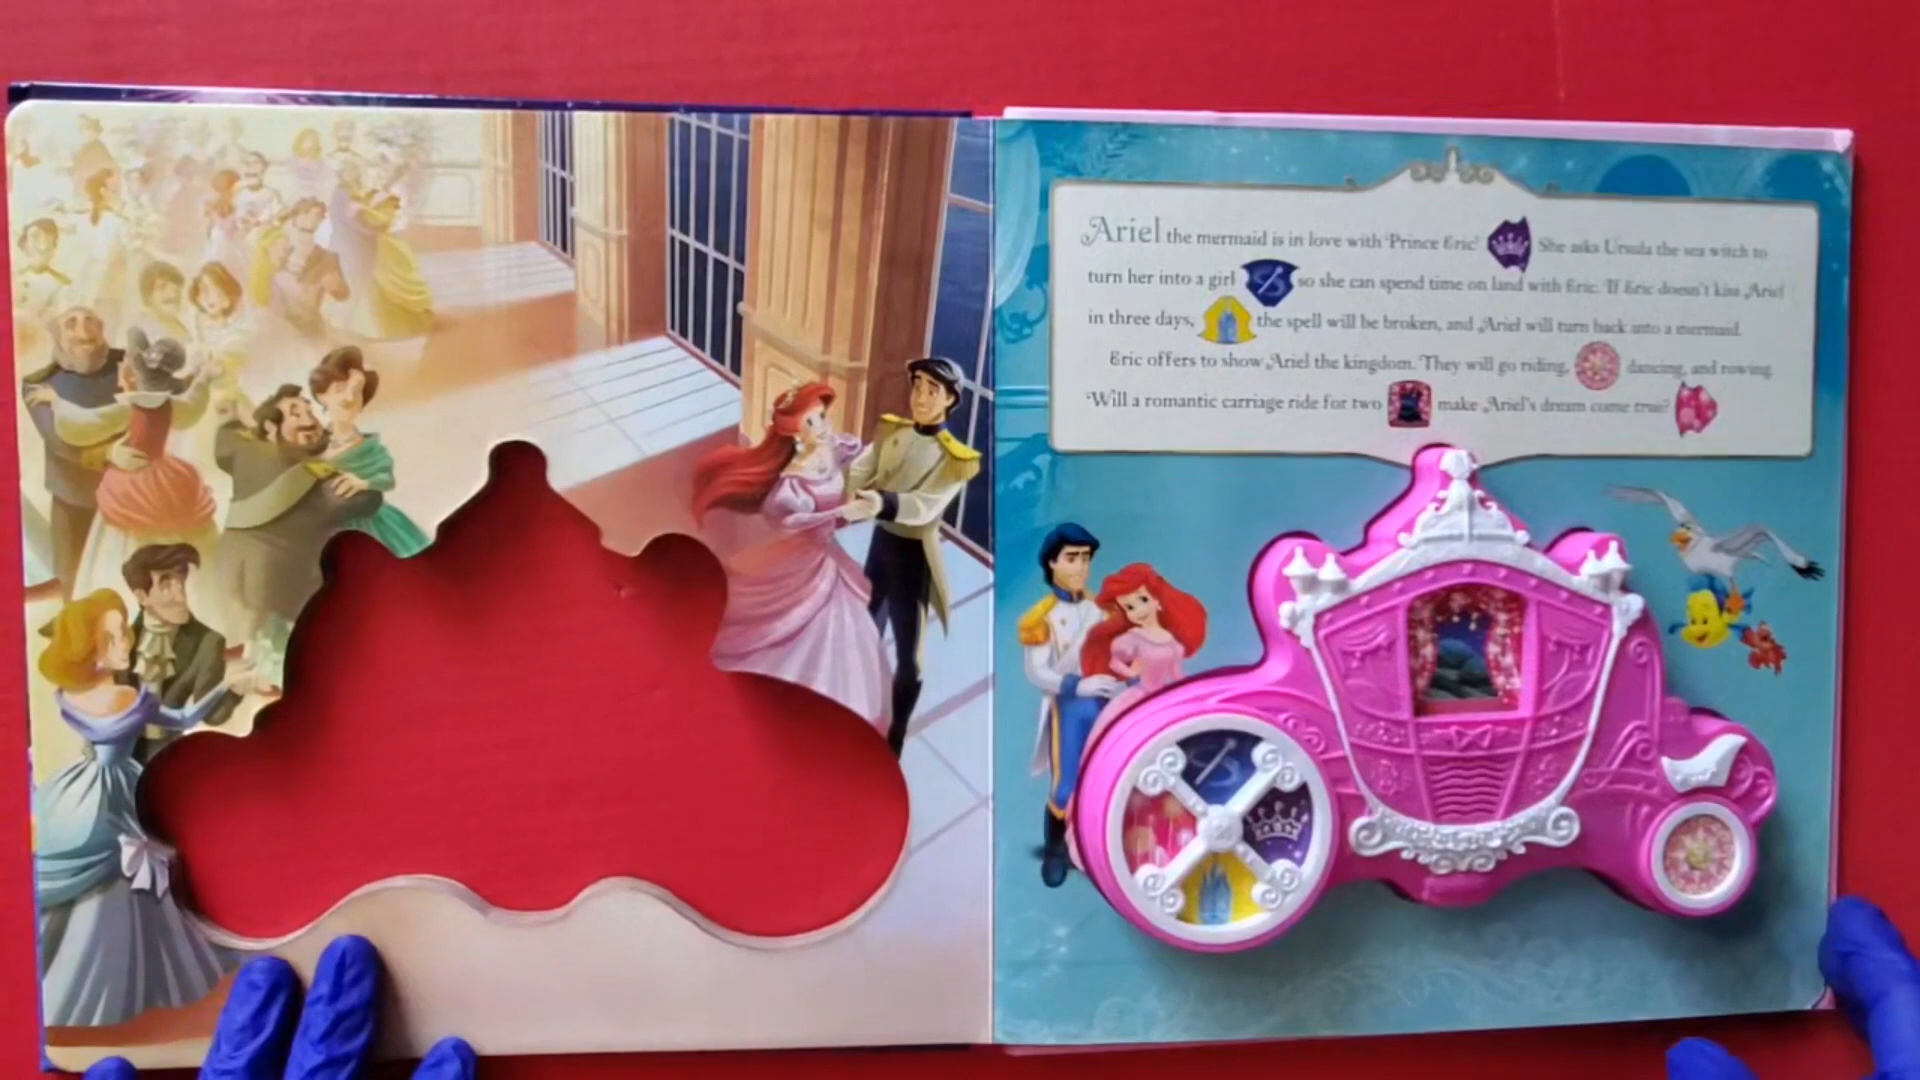 Ariel the mermaid is in love with Prince Eric! She asks Ursula the sea witch to
turn her into a girl so she can spend time on land with Eric. If Eric doesn't kiss Ariel
in three days, the spell will be broken, and Ariel will turn back into a mermaid.
Eric offers to show Ariel the kingdom. They will go riding, dancing, and rowing.
Will a romantic carriage ride for two make Ariel's dream come true?